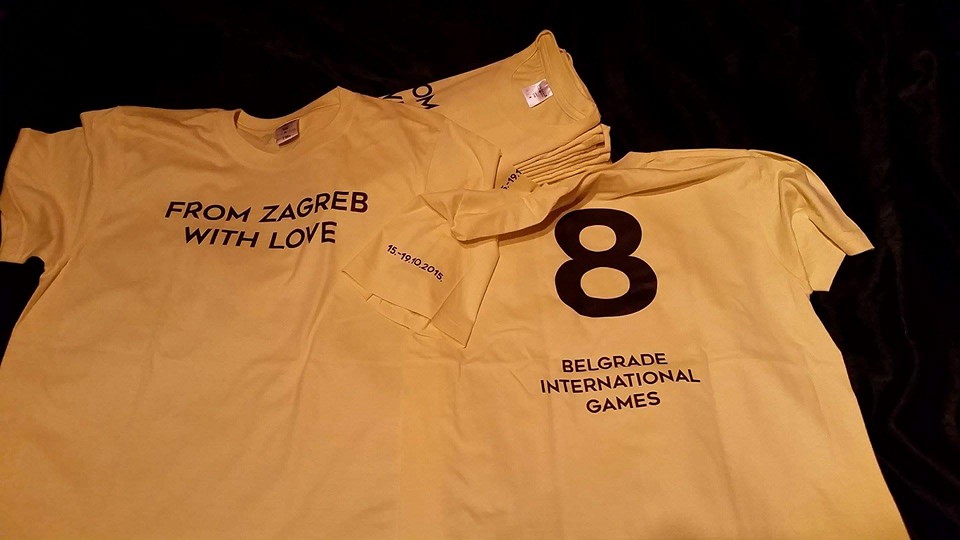 FROM ZAGREB
WITH LOVE
15.-19.10.2015.
8
BELGRADE
INTERNATIONAL
GAMES